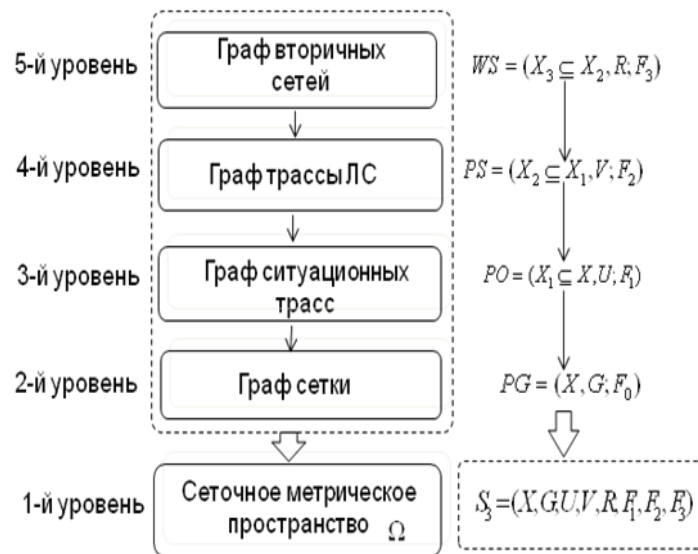 5-й уровень
Граф вторичных
сетей
WS = (X₃ ⊆ X₂, R; F₃)
4-й уровень
Граф трассы ЛС
PS = (X₂ ⊆ X₁, V; F₂)
3-й уровень
Граф ситуационных
трасс
PO = (X₁ ⊆ X, U; F₁)
2-й уровень
Граф сетки
PG = (X, G; F₀)
1-й уровень
Сеточное метрическое
пространство Ω
S₃ = (X, G, U, V, R, F₁, F₂, F₃)